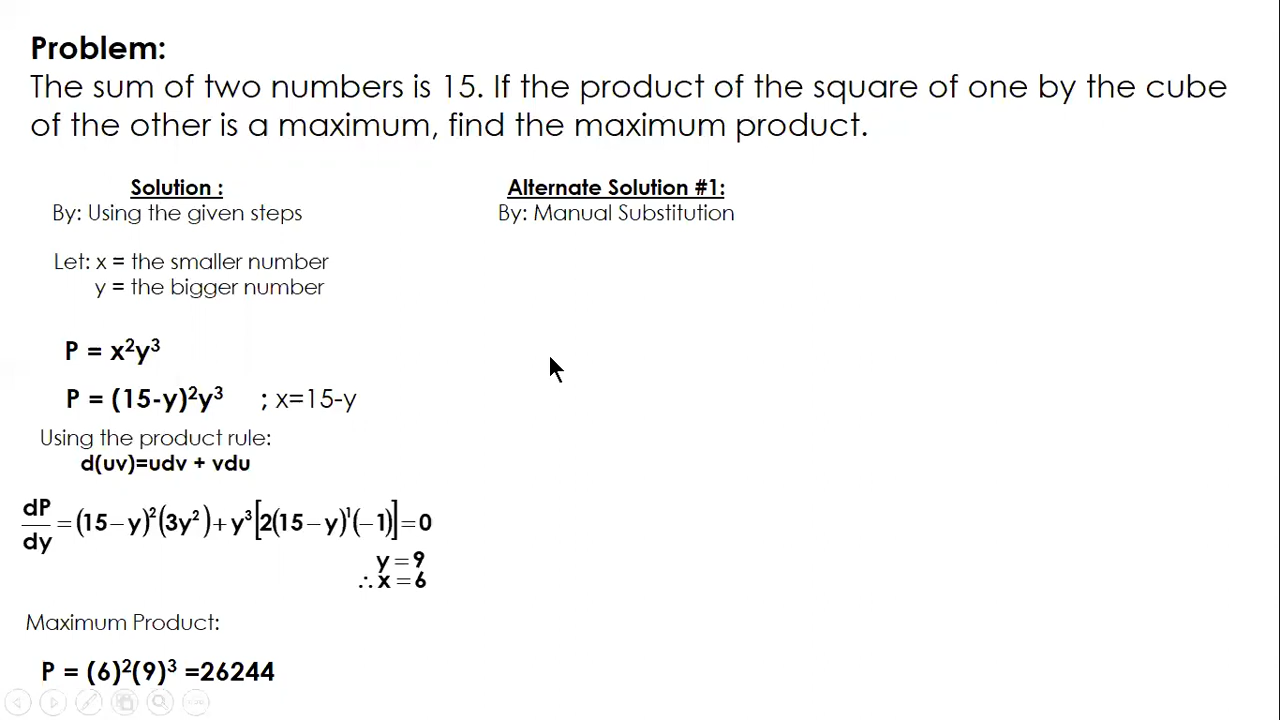 Problem:
The sum of two numbers is 15. If the product of the square of one by the cube
of the other is a maximum, find the maximum product.
Solution :
By: Using the given steps
Let: x = the smaller number
y = the bigger number
P = x²y³
P = (15-y)²y³ ; x=15-y
Using the product rule:
d(uv)=udv + vdu
dP/dy = (15−y)²(3y²)+y³[2(15−y)¹(−1)]=0
y=9
∴x=6
Maximum Product:
P = (6)²(9)³ =26244
Alternate Solution #1:
By: Manual Substitution